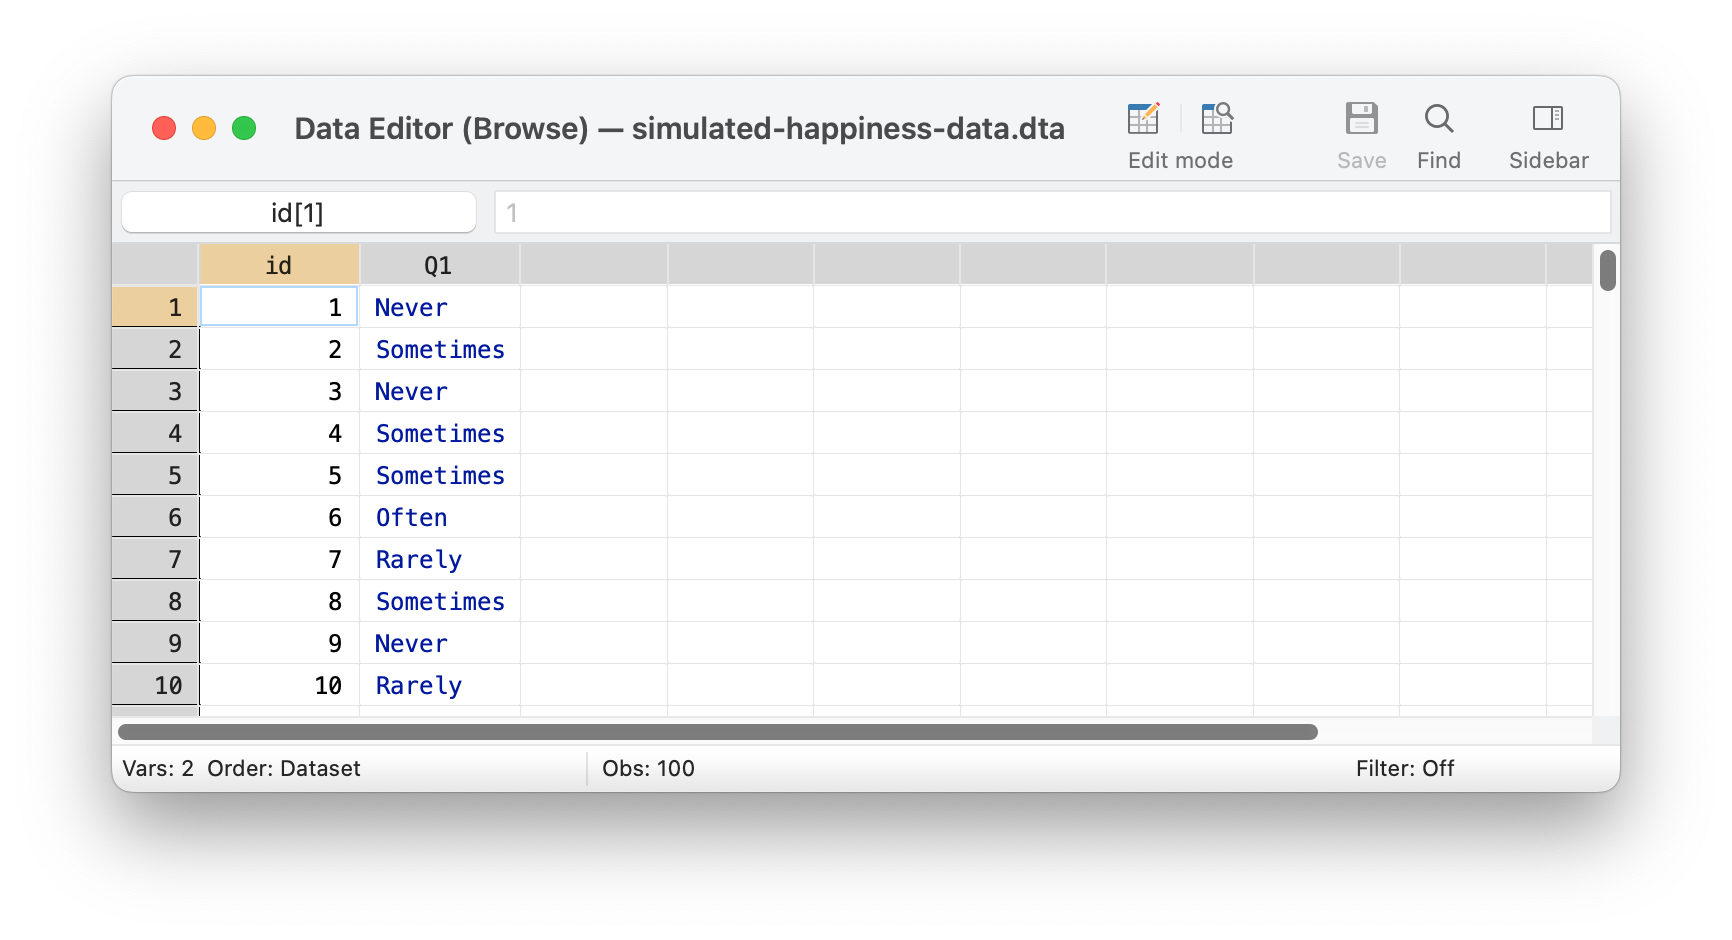 Data Editor (Browse) — simulated-happiness-data.dta
Edit mode Save Find Sidebar
id[1] 1
id Q1
1 1 Never
2 2 Sometimes
3 3 Never
4 4 Sometimes
5 5 Sometimes
6 6 Often
7 7 Rarely
8 8 Sometimes
9 9 Never
10 10 Rarely
Vars: 2 Order: Dataset Obs: 100 Filter: Off